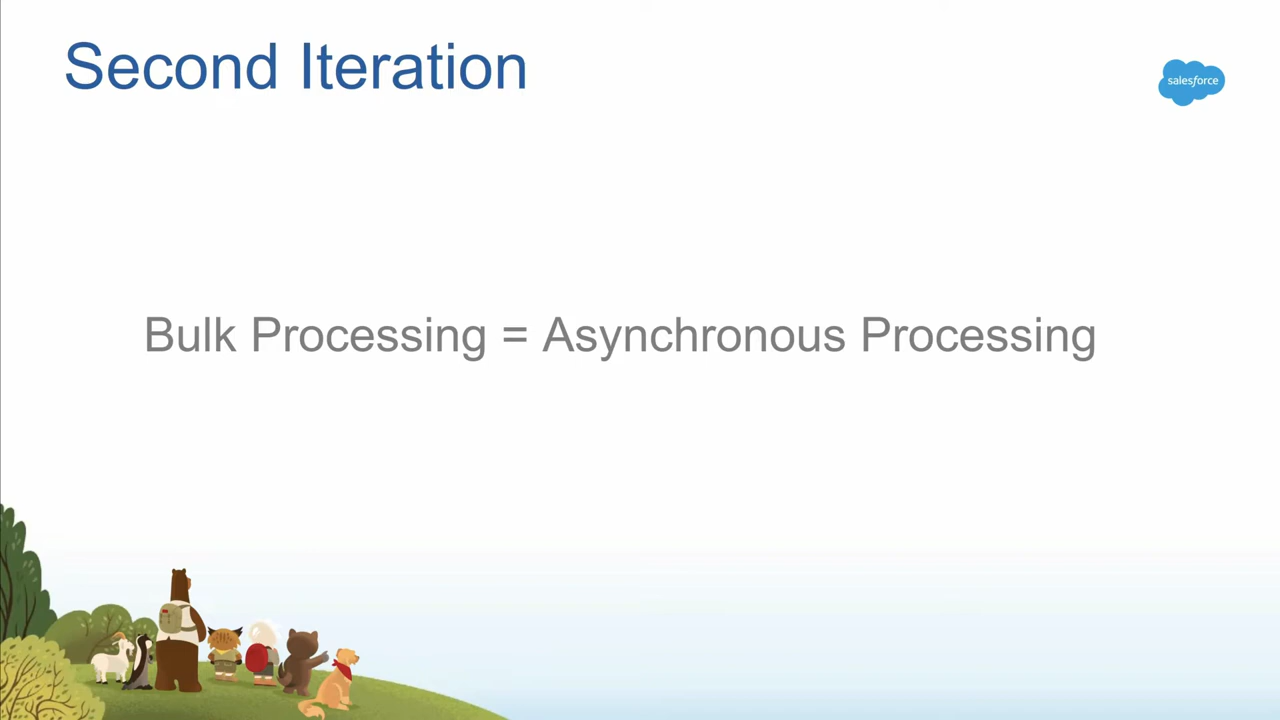 Second Iteration
salesforce
Bulk Processing = Asynchronous Processing